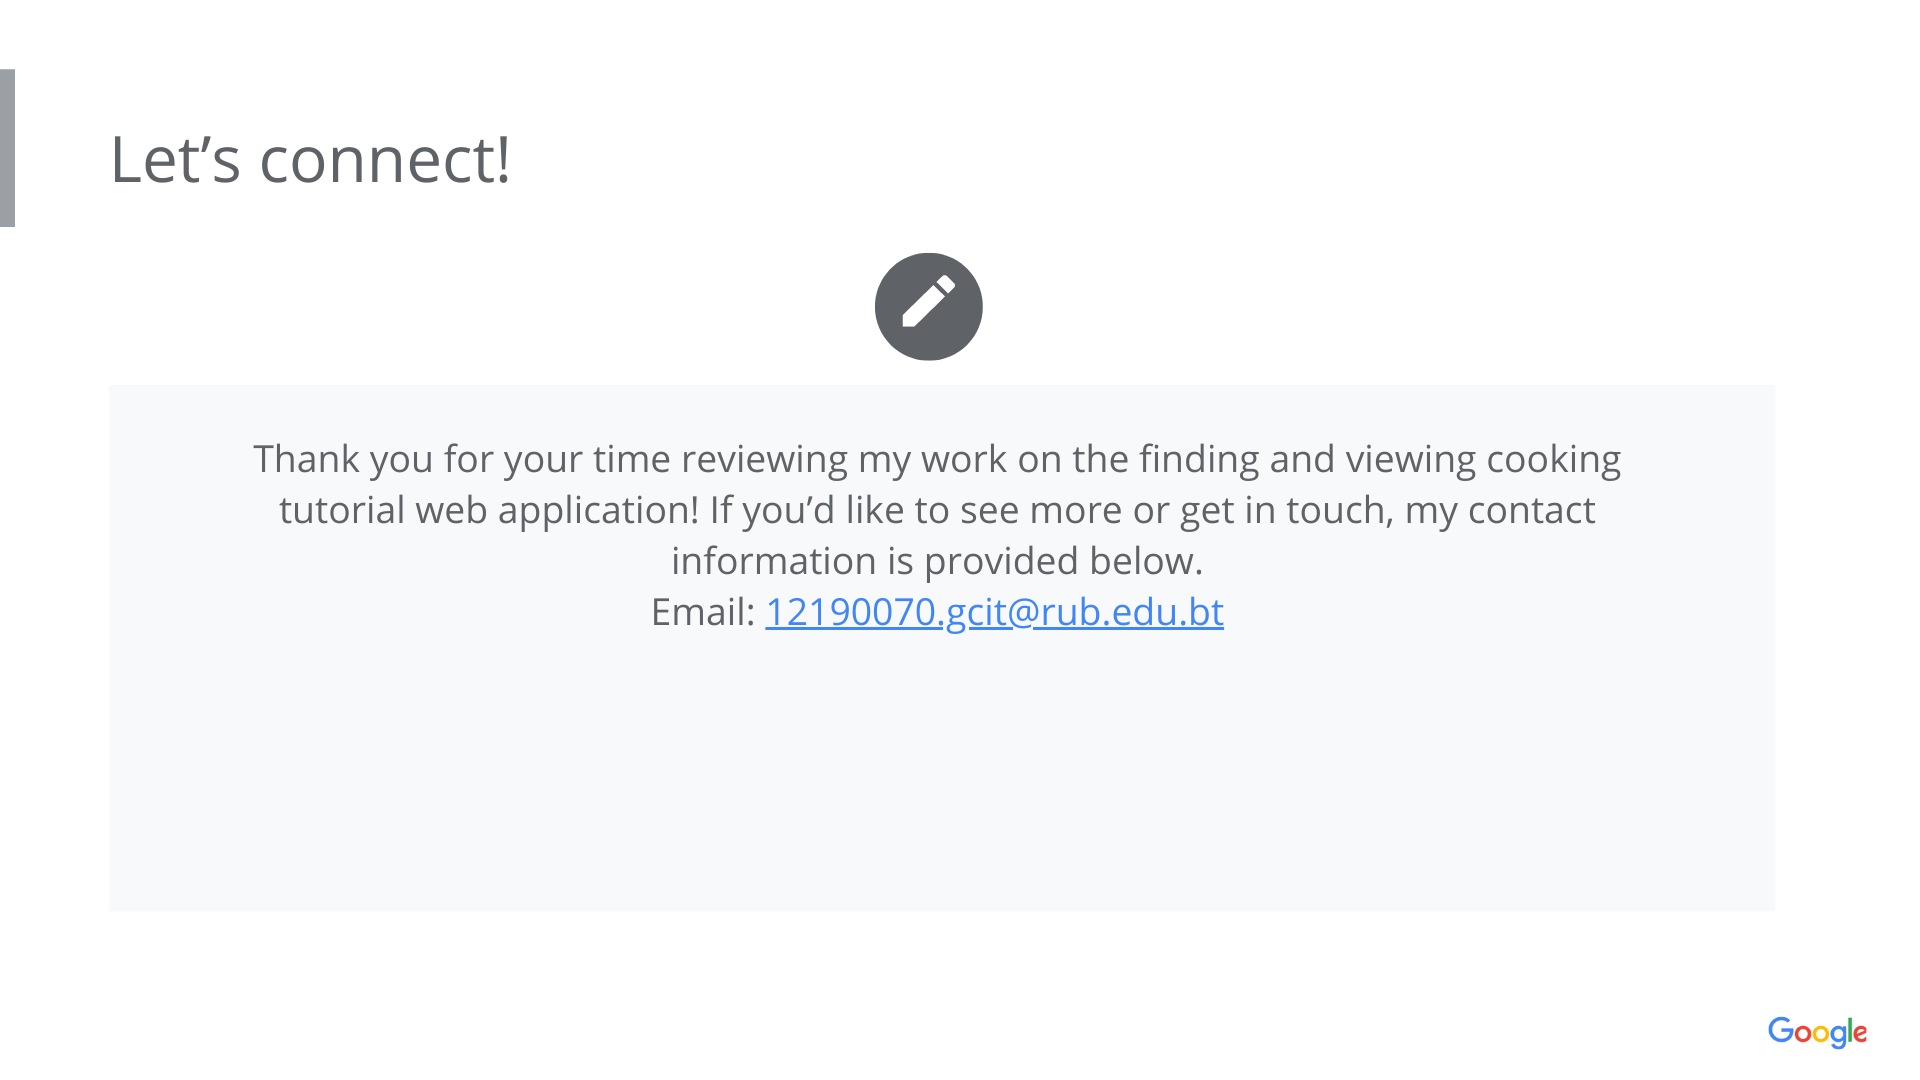 Let’s connect!
Thank you for your time reviewing my work on the finding and viewing cooking
tutorial web application! If you’d like to see more or get in touch, my contact
information is provided below.
Email: 12190070.gcit@rub.edu.bt
Google